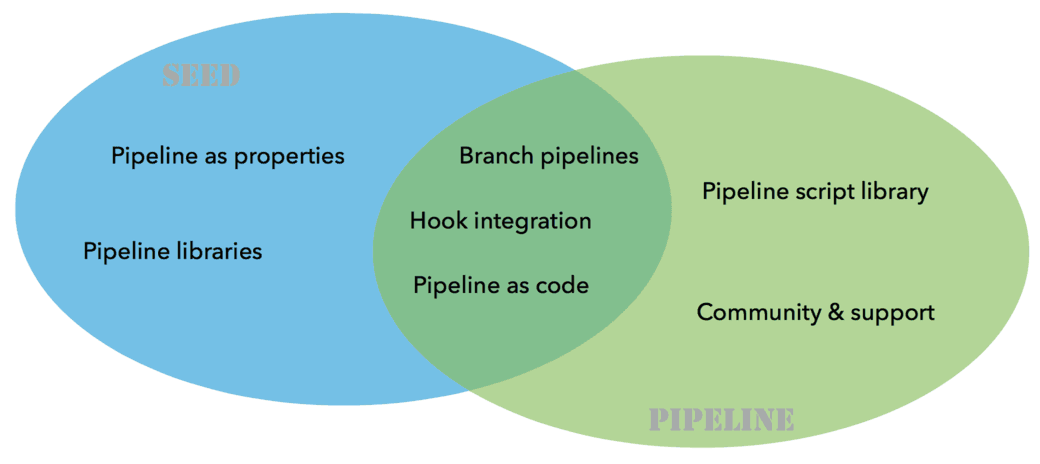 SEED
Pipeline as properties
Pipeline libraries
Branch pipelines
Hook integration
Pipeline as code
Pipeline script library
Community & support
PIPELINE